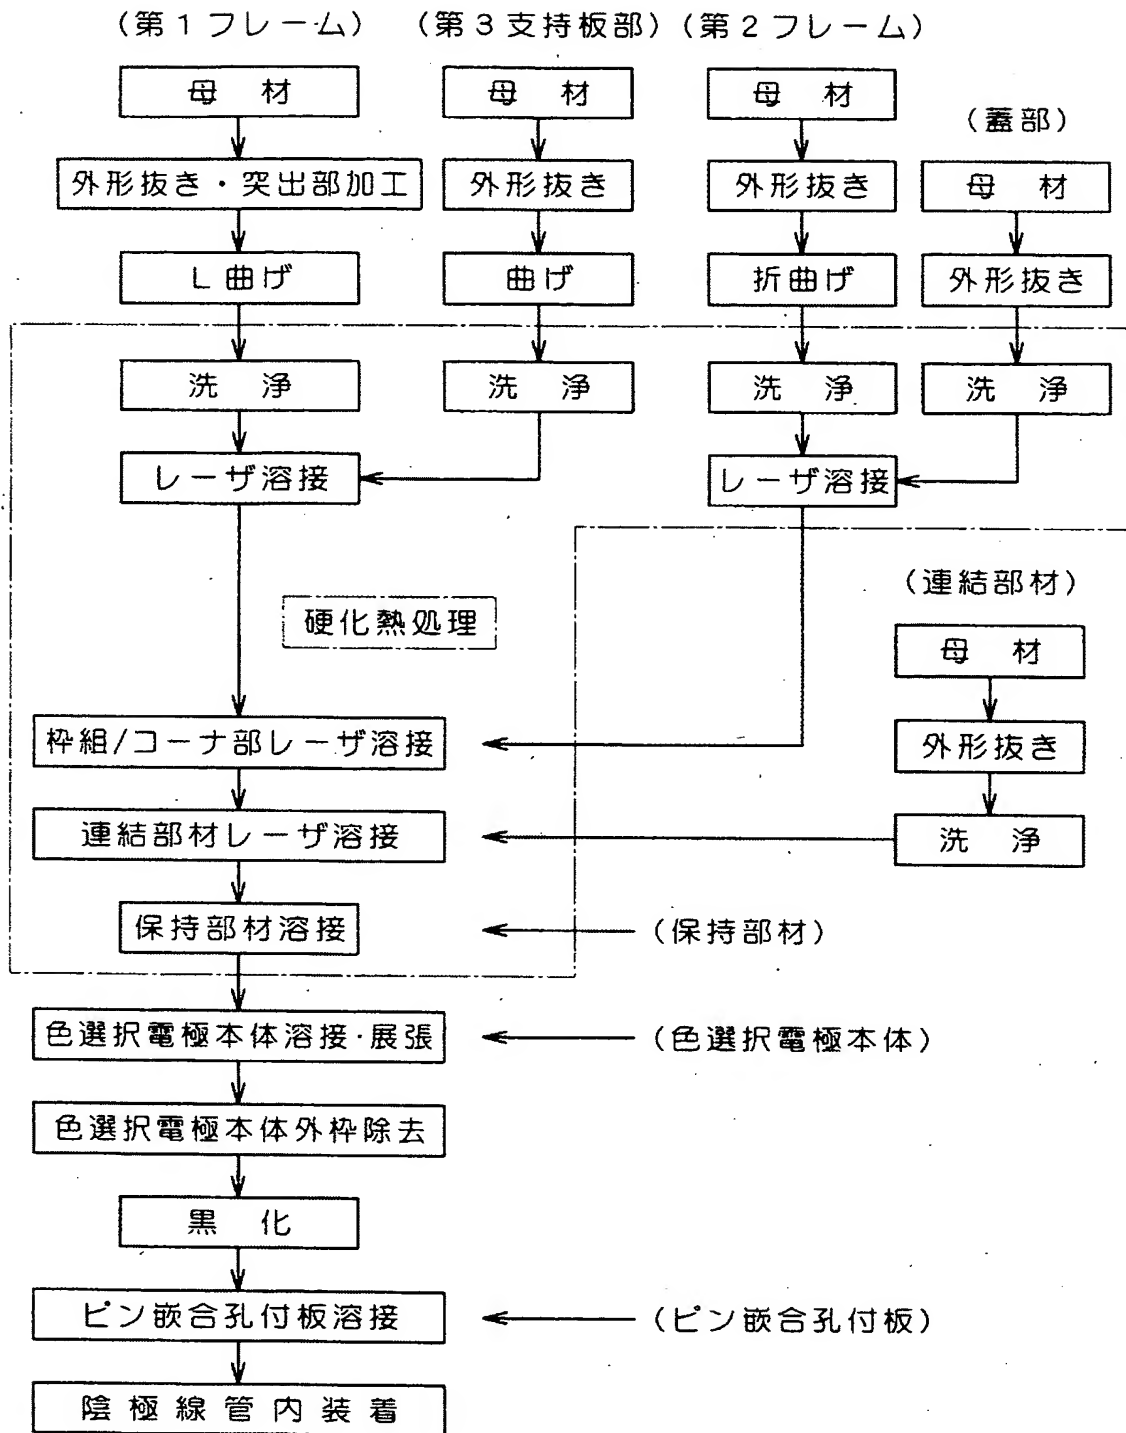 (第1フレーム) (第3支持板部) (第2フレーム)
母 材 母 材 母 材
(蓋部)
外形抜き・突出部加工 外形抜き 外形抜き 母 材
L曲げ 曲げ 折曲げ 外形抜き
洗 浄 洗 浄 洗 浄 洗 浄
レーザ溶接 レーザ溶接
(連結部材)
硬化熱処理
母 材
枠組/コーナ部レーザ溶接 外形抜き
連結部材レーザ溶接 洗 浄
保持部材溶接 (保持部材)
色選択電極本体溶接・展張 (色選択電極本体)
色選択電極本体外枠除去
黒 化
ピン嵌合孔付板溶接 (ピン嵌合孔付板)
陰極線管内装着